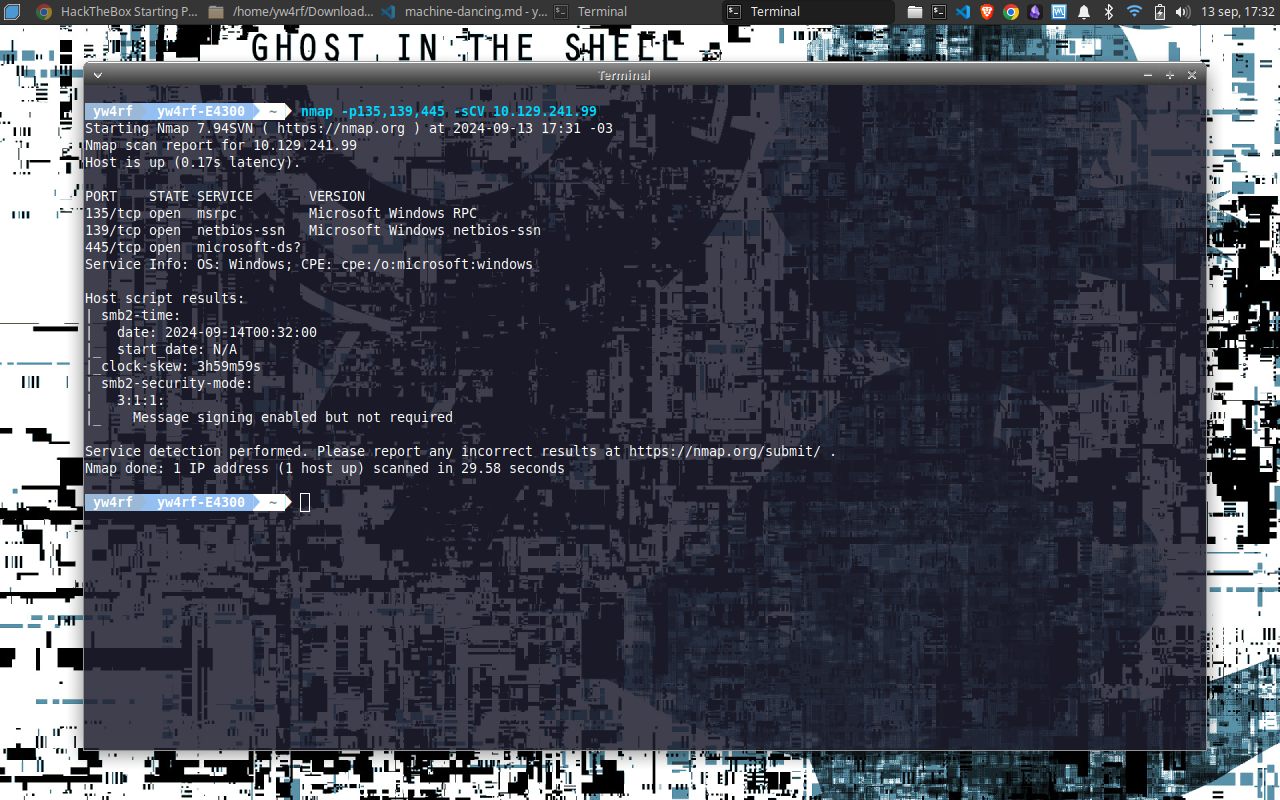 HackTheBox Starting P...
/home/yw4rf/Download...
machine-dancing.md - y...
Terminal
Terminal
13 sep, 17:32
GHOST IN THE SHELL
Terminal
yw4rf yw4rf-E4300 ~ nmap -p135,139,445 -sCV 10.129.241.99
Starting Nmap 7.94SVN ( https://nmap.org ) at 2024-09-13 17:31 -03
Nmap scan report for 10.129.241.99
Host is up (0.17s latency).
PORT    STATE SERVICE       VERSION
135/tcp open  msrpc         Microsoft Windows RPC
139/tcp open  netbios-ssn   Microsoft Windows netbios-ssn
445/tcp open  microsoft-ds?
Service Info: OS: Windows; CPE: cpe:/o:microsoft:windows
Host script results:
| smb2-time:
|   date: 2024-09-14T00:32:00
|_  start_date: N/A
|_clock-skew: 3h59m59s
| smb2-security-mode:
|   3:1:1:
|_    Message signing enabled but not required
Service detection performed. Please report any incorrect results at https://nmap.org/submit/ .
Nmap done: 1 IP address (1 host up) scanned in 29.58 seconds
yw4rf yw4rf-E4300 ~